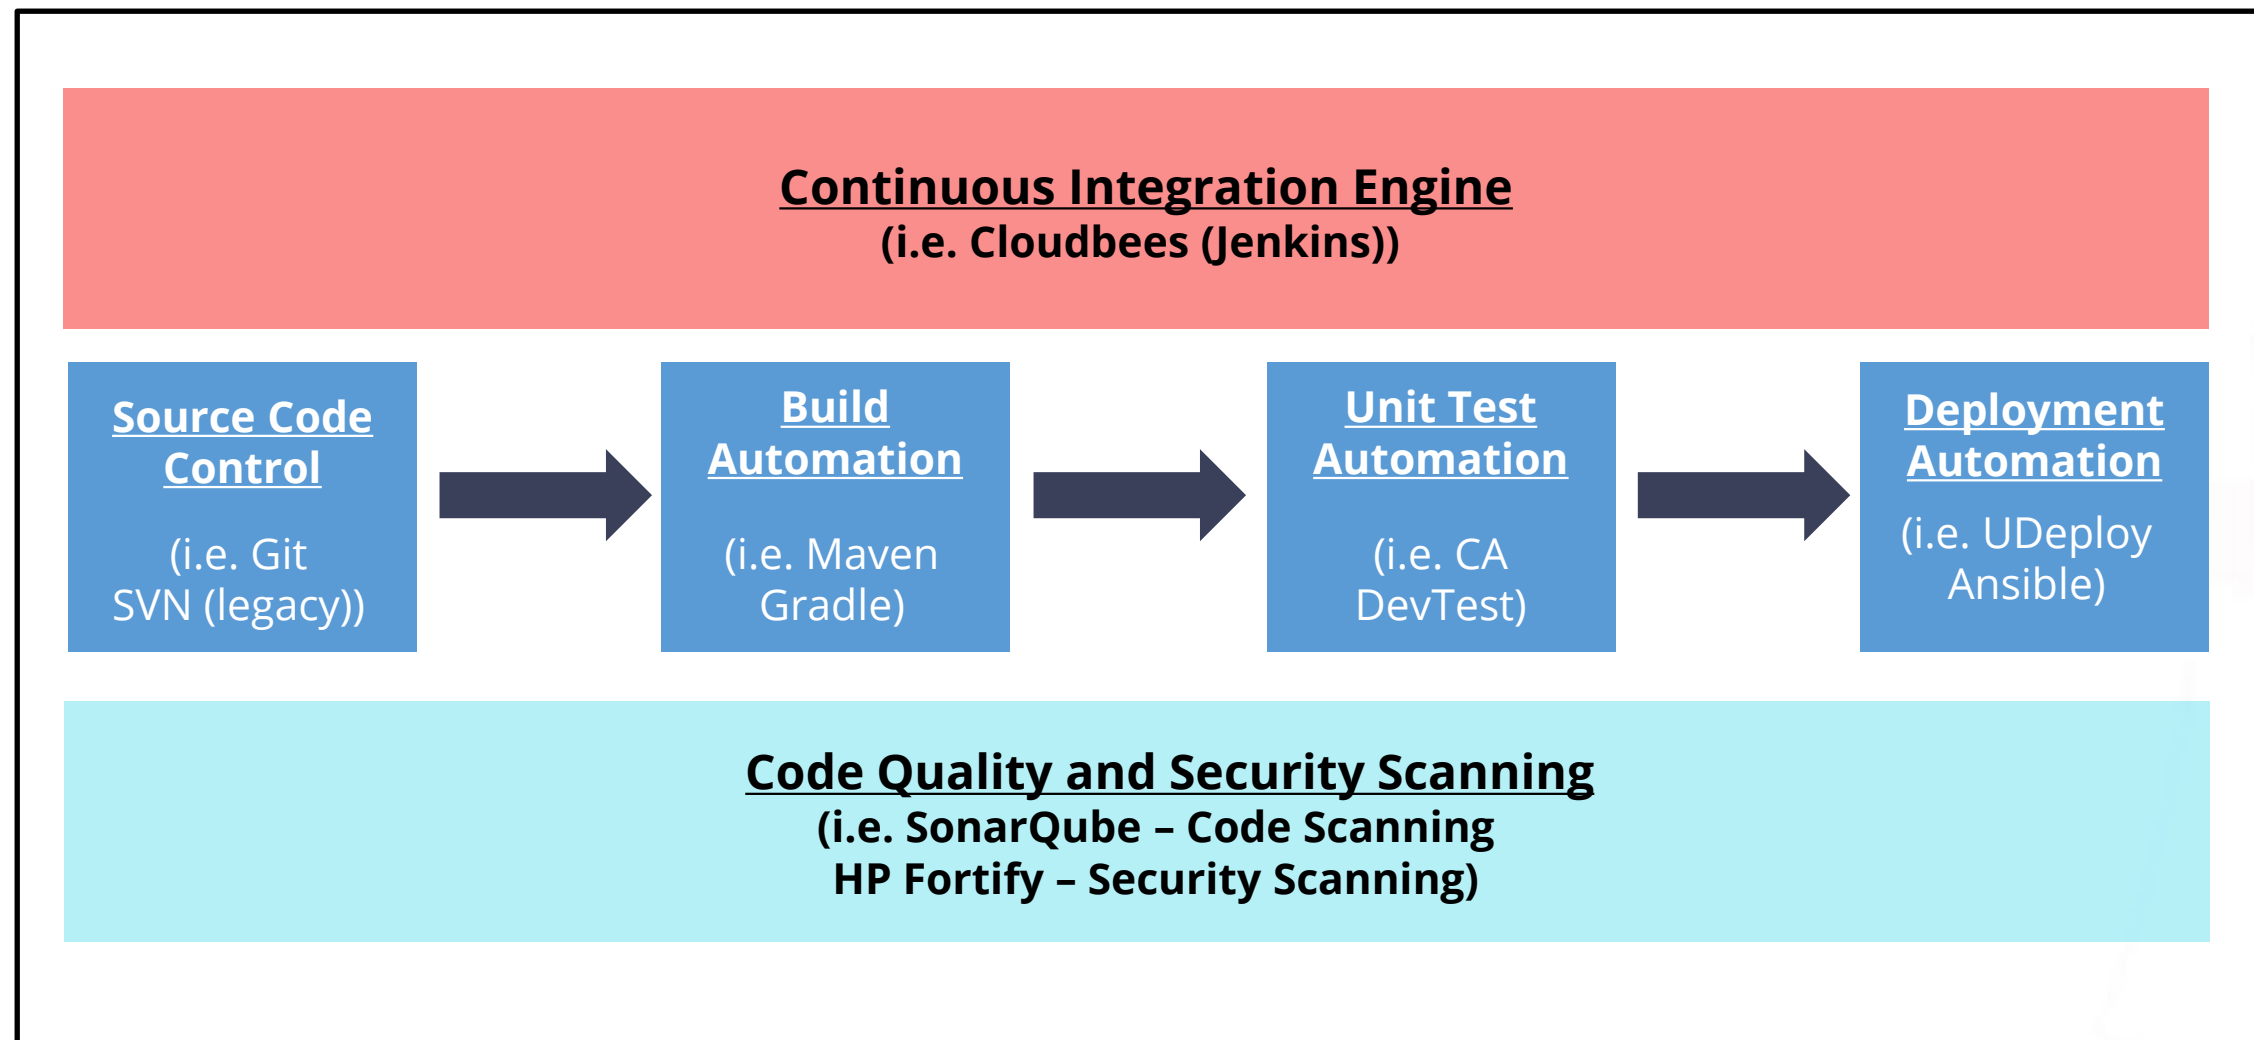 Continuous Integration Engine
(i.e. Cloudbees (Jenkins))
Source Code
Control
(i.e. Git
SVN (legacy))
Build
Automation
(i.e. Maven
Gradle)
Unit Test
Automation
(i.e. CA
DevTest)
Deployment
Automation
(i.e. UDeploy
Ansible)
Code Quality and Security Scanning
(i.e. SonarQube – Code Scanning
HP Fortify – Security Scanning)